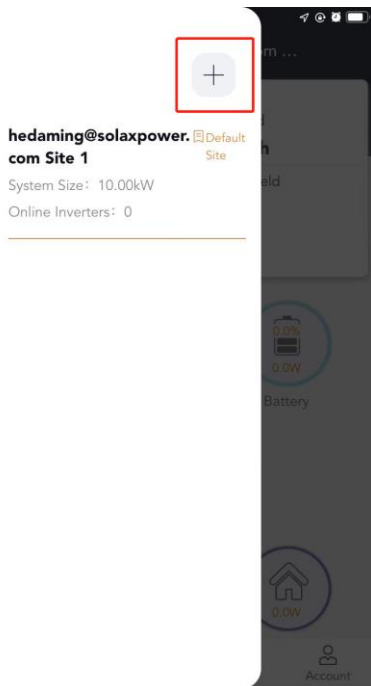 m ...
hedaming@solaxpower. Default
com Site 1 Site
h
System Size: 10.00kW
eld
Online Inverters: 0
0.0%
0.0W
Battery
0.0W
Account